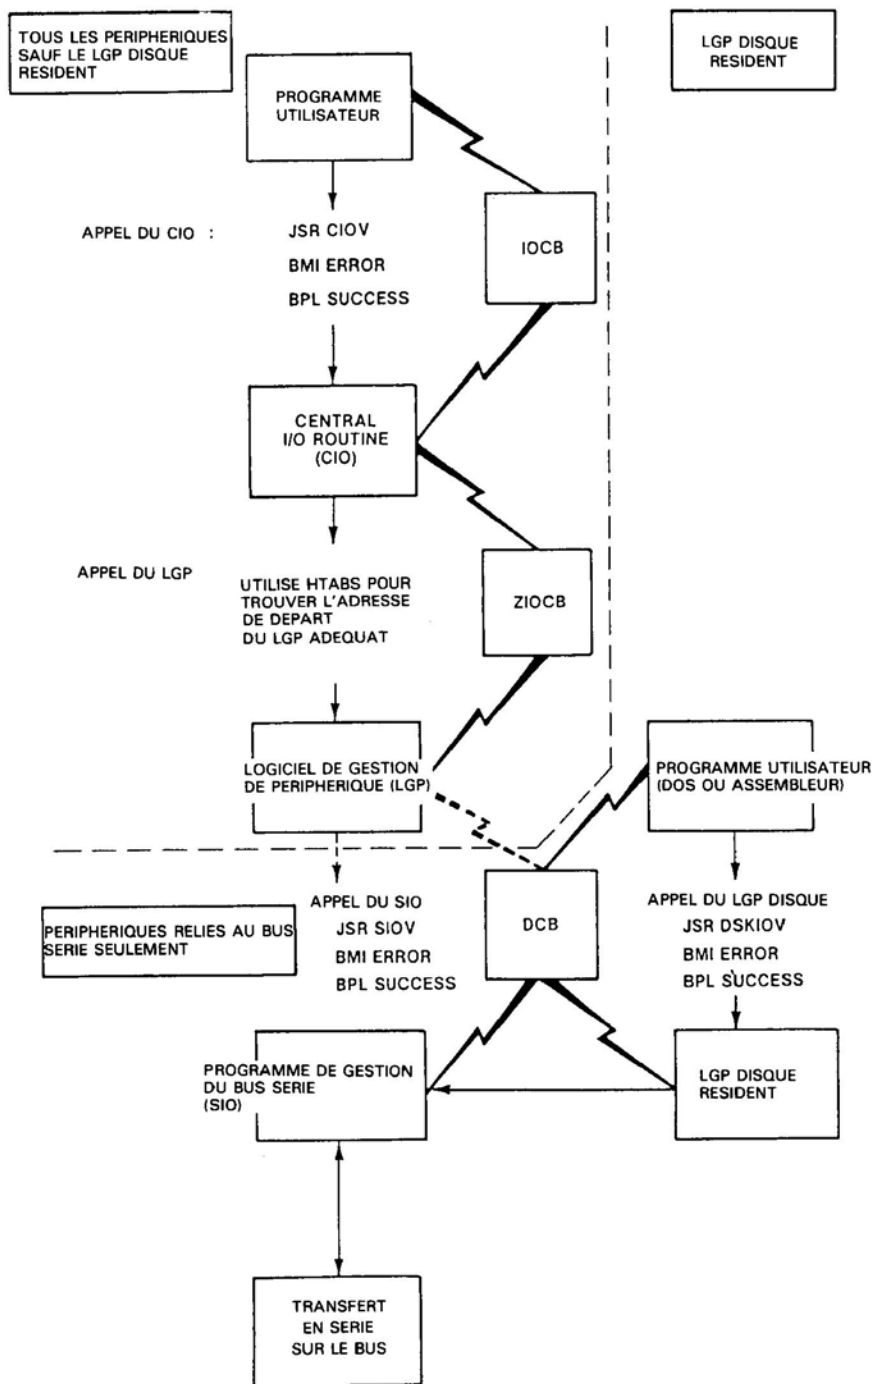 TOUS LES PERIPHERIQUES
SAUF LE LGP DISQUE
RESIDENT
LGP DISQUE
RESIDENT
PROGRAMME
UTILISATEUR
APPEL DU CIO :
JSR CIOV
BMI ERROR
BPL SUCCESS
IOCB
CENTRAL
I/O ROUTINE
(CIO)
APPEL DU LGP
UTILISE HTABS POUR
TROUVER L'ADRESSE
DE DEPART
DU LGP ADEQUAT
ZIOCB
LOGICIEL DE GESTION
DE PERIPHERIQUE (LGP)
PROGRAMME UTILISATEUR
(DOS OU ASSEMBLEUR)
PERIPHERIQUES RELIES AU BUS
SERIE SEULEMENT
APPEL DU SIO
JSR SIOV
BMI ERROR
BPL SUCCESS
DCB
APPEL DU LGP DISQUE
JSR DSKIOV
BMI ERROR
BPL SUCCESS
PROGRAMME DE GESTION
DU BUS SERIE
(SIO)
LGP DISQUE
RESIDENT
TRANSFERT
EN SERIE
SUR LE BUS